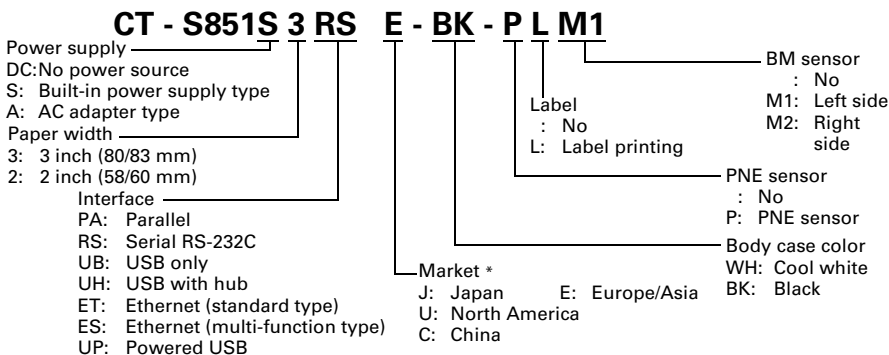 CT - S851S 3 RS E - BK - P L M1
Power supply
DC:No power source
S: Built-in power supply type
A: AC adapter type
Paper width
3: 3 inch (80/83 mm)
2: 2 inch (58/60 mm)
Interface
PA: Parallel
RS: Serial RS-232C
UB: USB only
UH: USB with hub
ET: Ethernet (standard type)
ES: Ethernet (multi-function type)
UP: Powered USB
Market *
J: Japan E: Europe/Asia
U: North America
C: China
Label
: No
L: Label printing
BM sensor
: No
M1: Left side
M2: Right
side
PNE sensor
: No
P: PNE sensor
Body case color
WH: Cool white
BK: Black